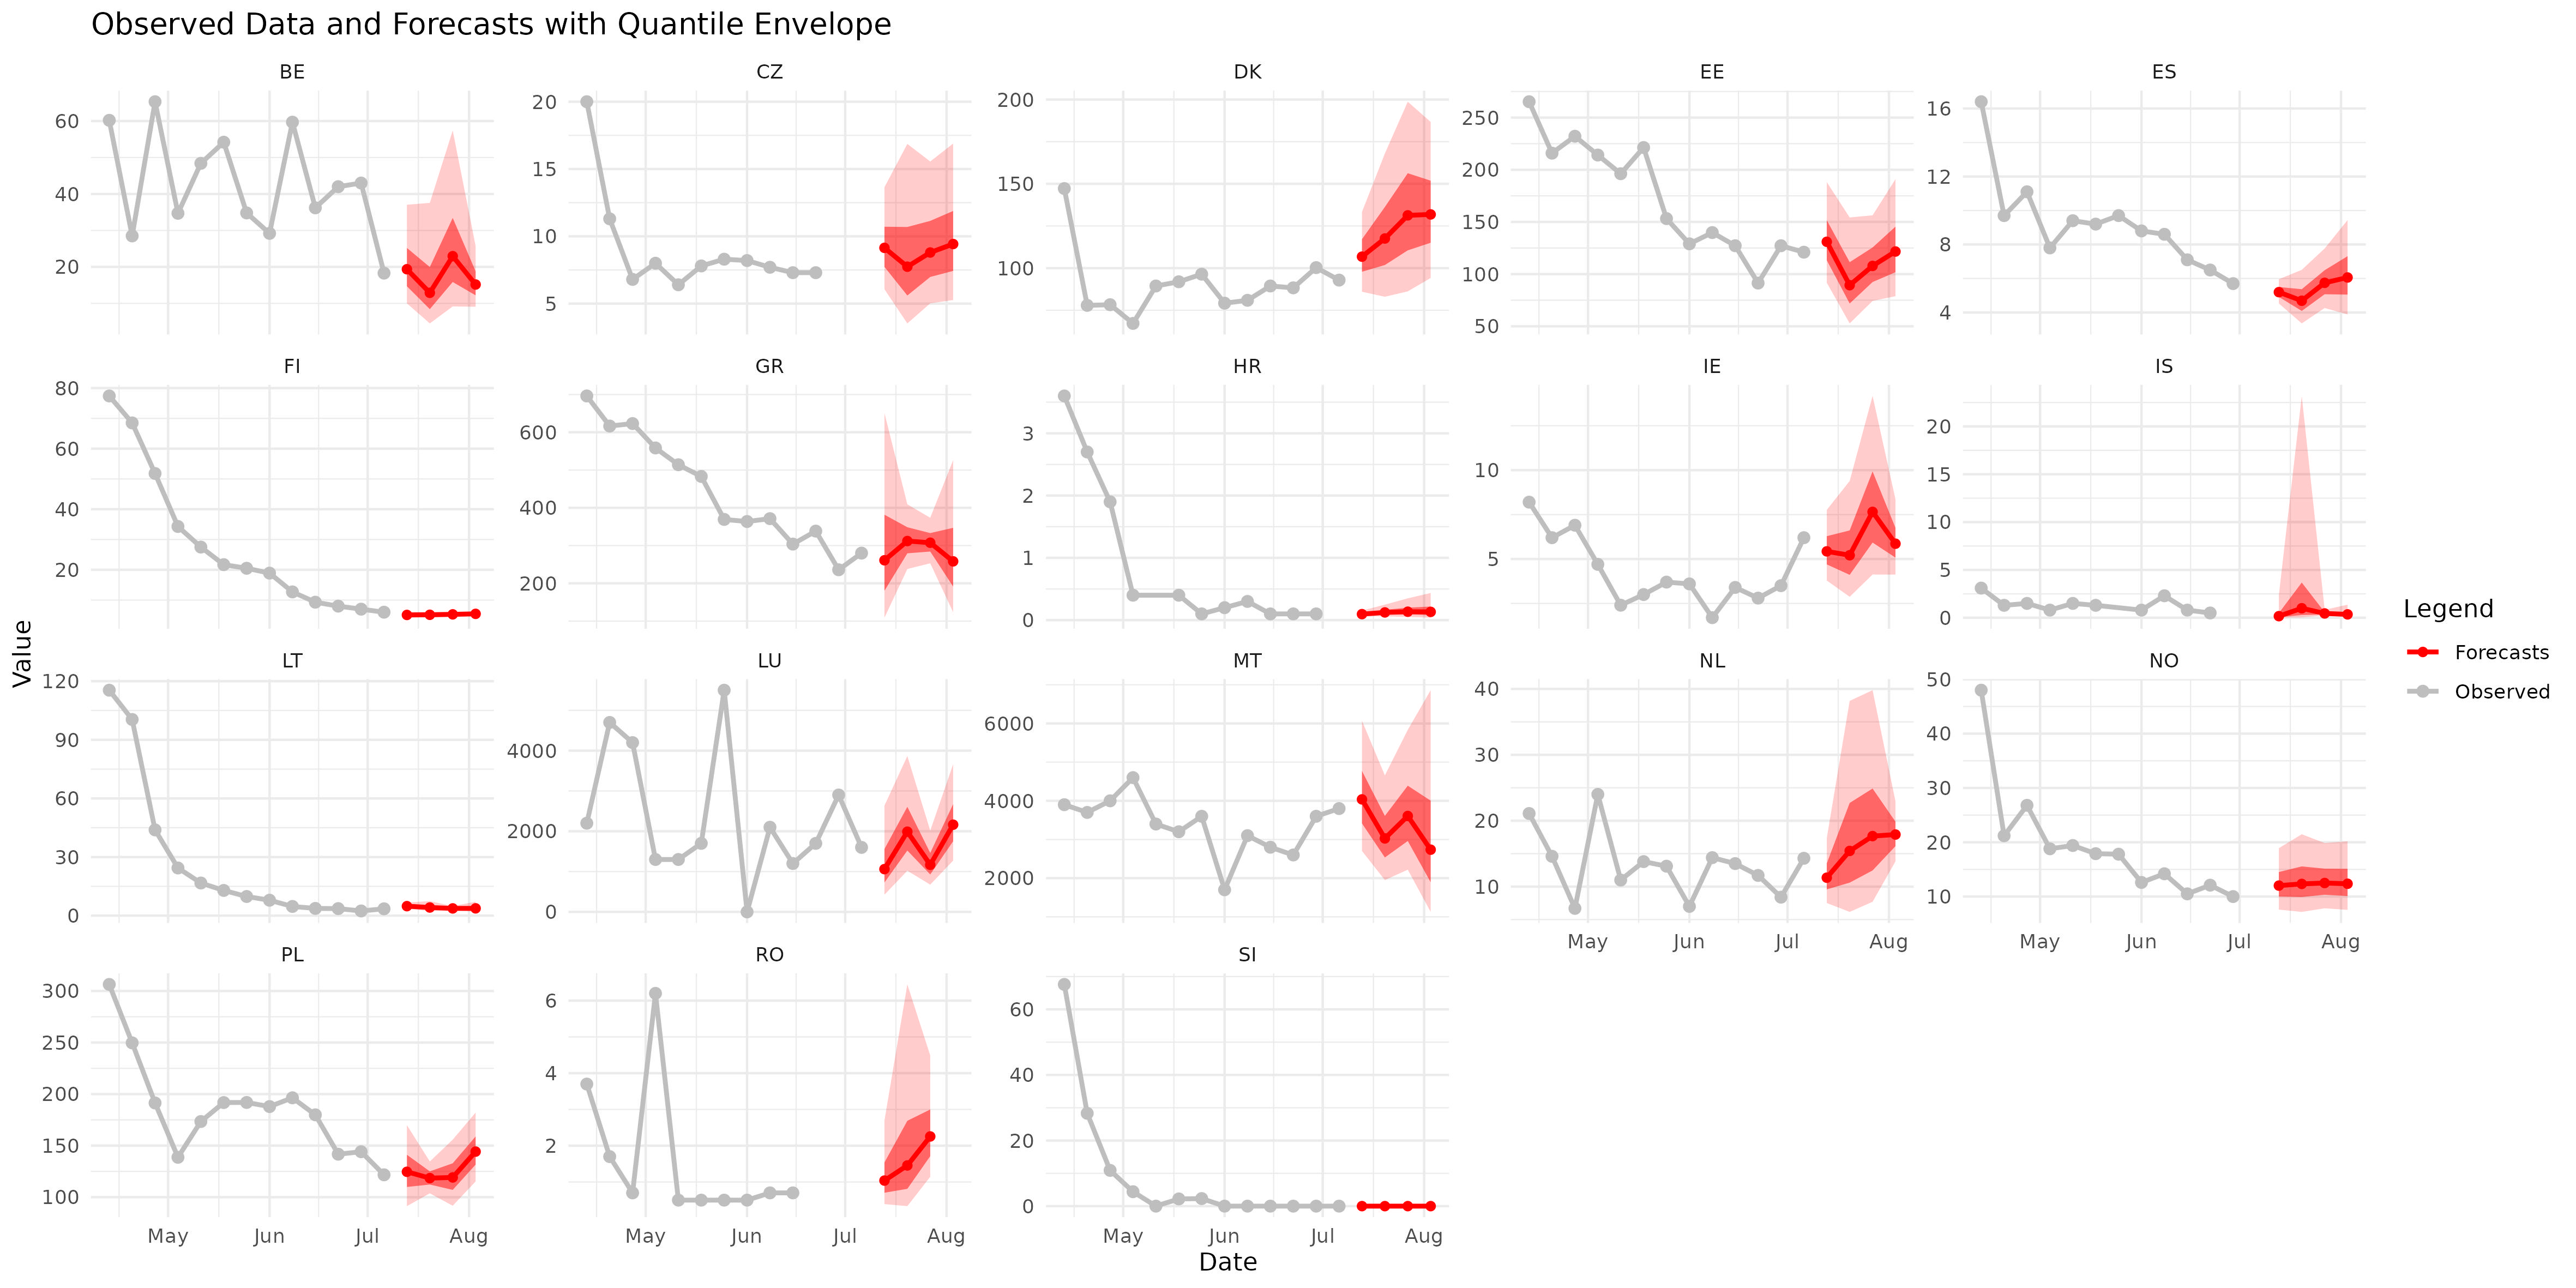 Observed Data and Forecasts with Quantile Envelope
BE
CZ
DK
EE
ES
60
40
20
20
15
10
5
200
150
100
250
200
150
100
50
16
12
8
4
FI
GR
HR
IE
IS
80
60
40
20
600
400
200
3
2
1
0
10
5
20
15
10
5
0
Value
Legend
Forecasts
Observed
LT
LU
MT
NL
NO
120
90
60
30
0
4000
2000
0
6000
4000
2000
40
30
20
10
50
40
30
20
10
May Jun Jul Aug
May Jun Jul Aug
PL
RO
SI
300
250
200
150
100
6
4
2
60
40
20
0
May Jun Jul Aug
May Jun Jul Aug
May Jun Jul Aug
Date